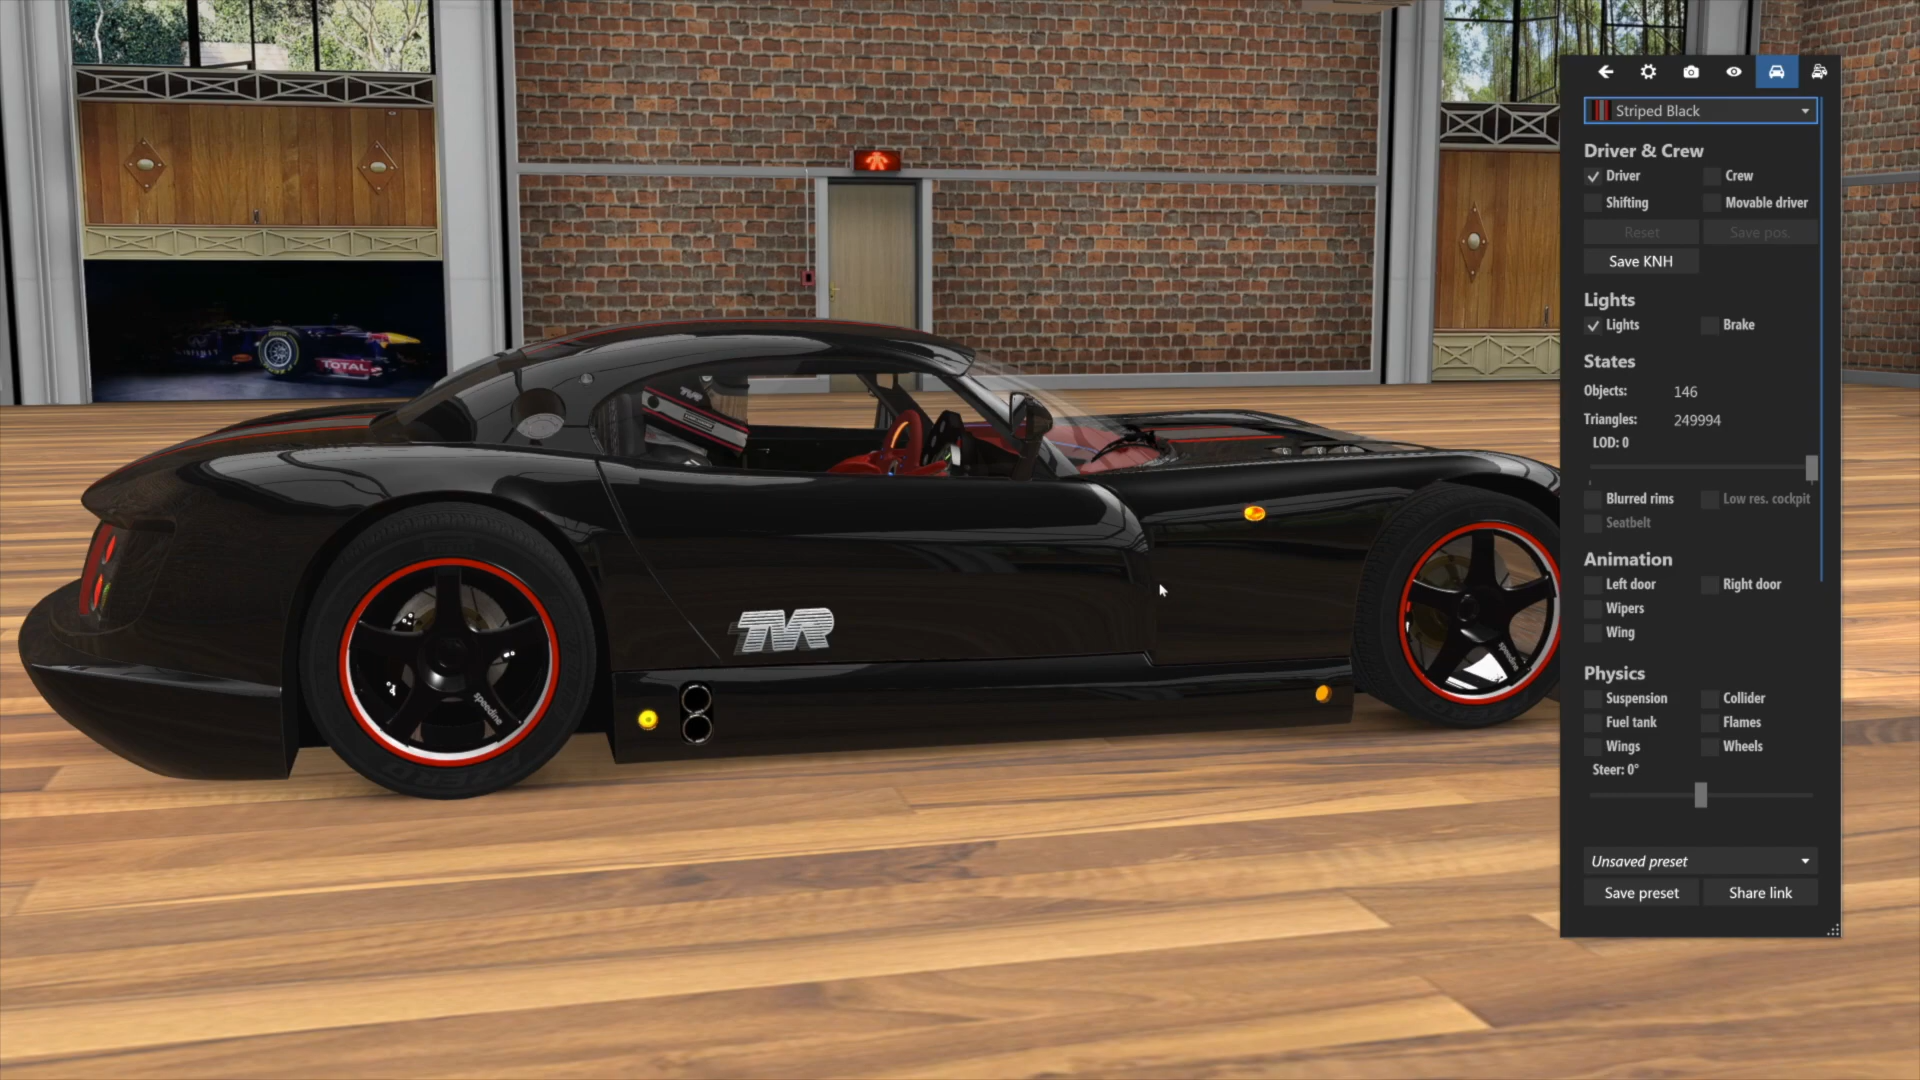 Striped Black
Driver & Crew
Driver
Crew
Shifting
Movable driver
Reset
Save pos.
Save KNH
Lights
Lights
Brake
States
Objects:
146
Triangles:
249994
LOD: 0
Blurred rims
Low res. cockpit
Seatbelt
Animation
Left door
Right door
Wipers
Wing
Physics
Suspension
Collider
Fuel tank
Flames
Wings
Wheels
Steer: 0°
Unsaved preset
Save preset
Share link
TOTAL
TVR
TVR
speedline
speedline